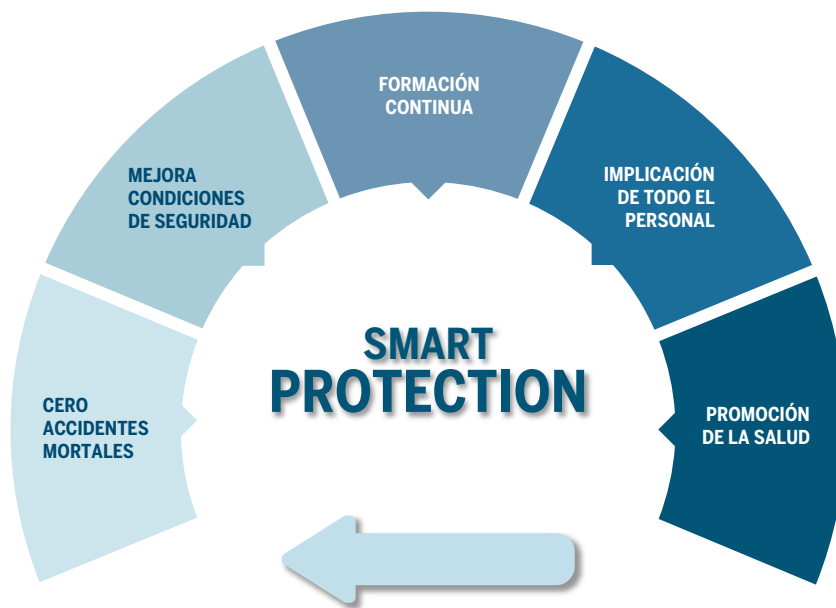 FORMACIÓN
CONTINUA
MEJORA
CONDICIONES
DE SEGURIDAD
IMPLICACIÓN
DE TODO EL
PERSONAL
SMART
PROTECTION
CERO
ACCIDENTES
MORTALES
PROMOCIÓN
DE LA SALUD